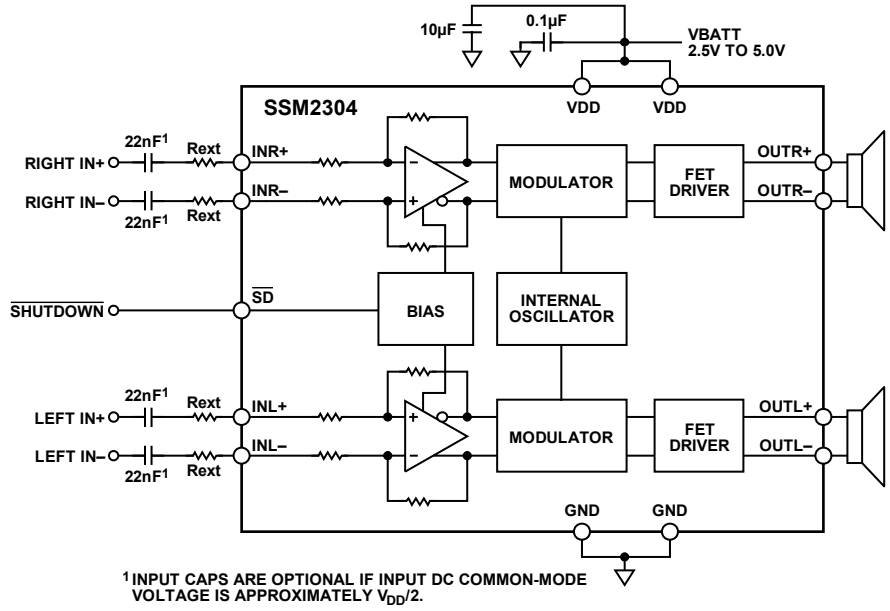 10µF
0.1µF
VBATT
2.5V TO 5.0V
SSM2304
VDD
VDD
22nF1
Rext
INR+
OUTR+
RIGHT IN+
–
MODULATOR
FET
DRIVER
RIGHT IN–
INR–
+
OUTR–
22nF1
Rext
SHUTDOWN
SD
BIAS
INTERNAL
OSCILLATOR
22nF1
Rext
INL+
OUTL+
LEFT IN+
+
MODULATOR
FET
DRIVER
LEFT IN–
INL–
–
OUTL–
22nF1
Rext
GND
GND
1 INPUT CAPS ARE OPTIONAL IF INPUT DC COMMON-MODE
VOLTAGE IS APPROXIMATELY VDD/2.